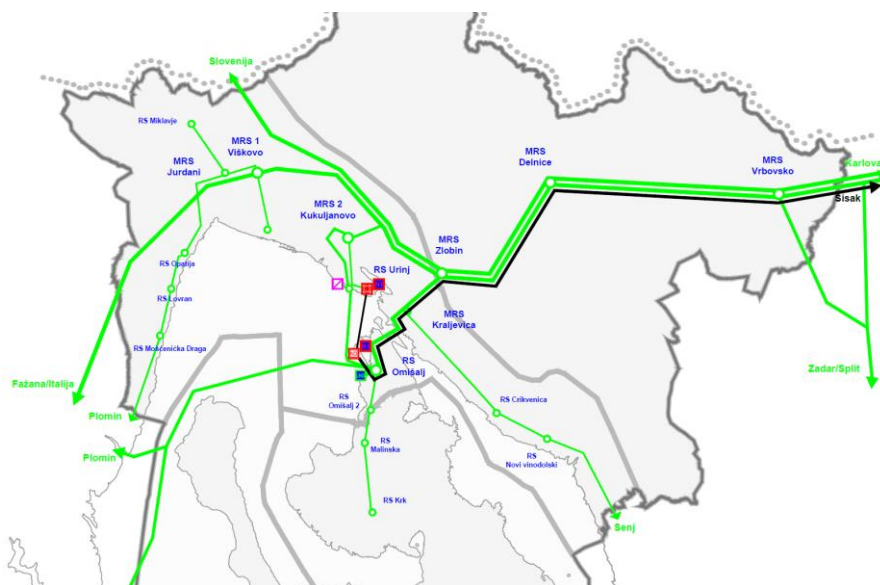 Slovenija
RS Miklavje
MRS 1
Viškovo
MRS
Jurdani
MRS
Delnice
MRS
Vrbovsko
Karlova
Sisak
MRS 2
Kukuljanovo
MRS
Zlobin
RS Opatija
RS Urinj
RS Lovran
MRS
Kraljevica
RS Mošćenička Draga
RS
Omišalj
Zadar/Split
Fažana/Italija
Plomin
RS
Omišalj 2
RS Crikvenica
Plomin
RS
Malinska
RS
Novi vinodolski
RS Krk
Senj